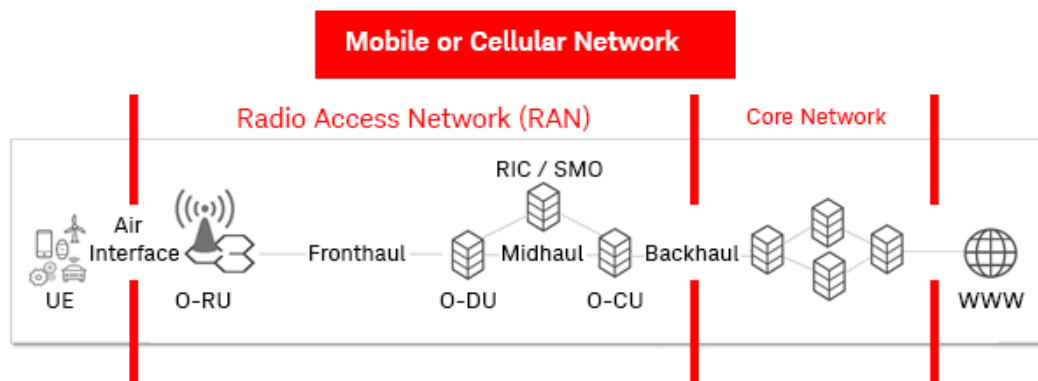 Mobile or Cellular Network
Radio Access Network (RAN)
Core Network
RIC / SMO
Air
Interface
Fronthaul
Midhaul
Backhaul
UE
O-RU
O-DU
O-CU
WWW